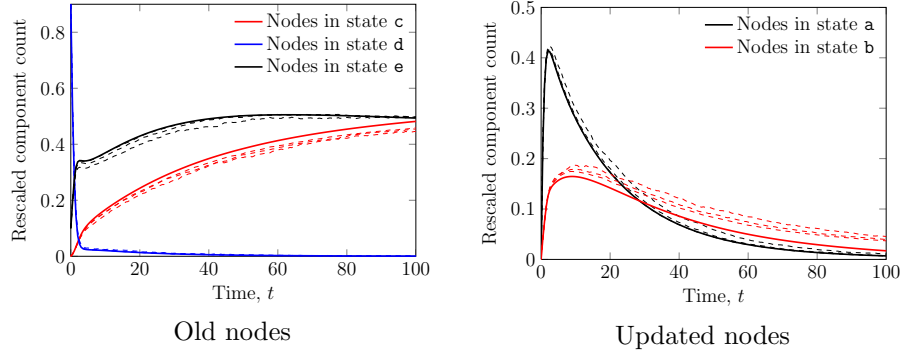 Nodes in state c
Nodes in state d
Nodes in state e
Rescaled component count
0.8
0.6
0.4
0.2
0
0 20 40 60 80 100
Time, t
Old nodes
Nodes in state a
Nodes in state b
Rescaled component count
0.5
0.4
0.3
0.2
0.1
0
0 20 40 60 80 100
Time, t
Updated nodes